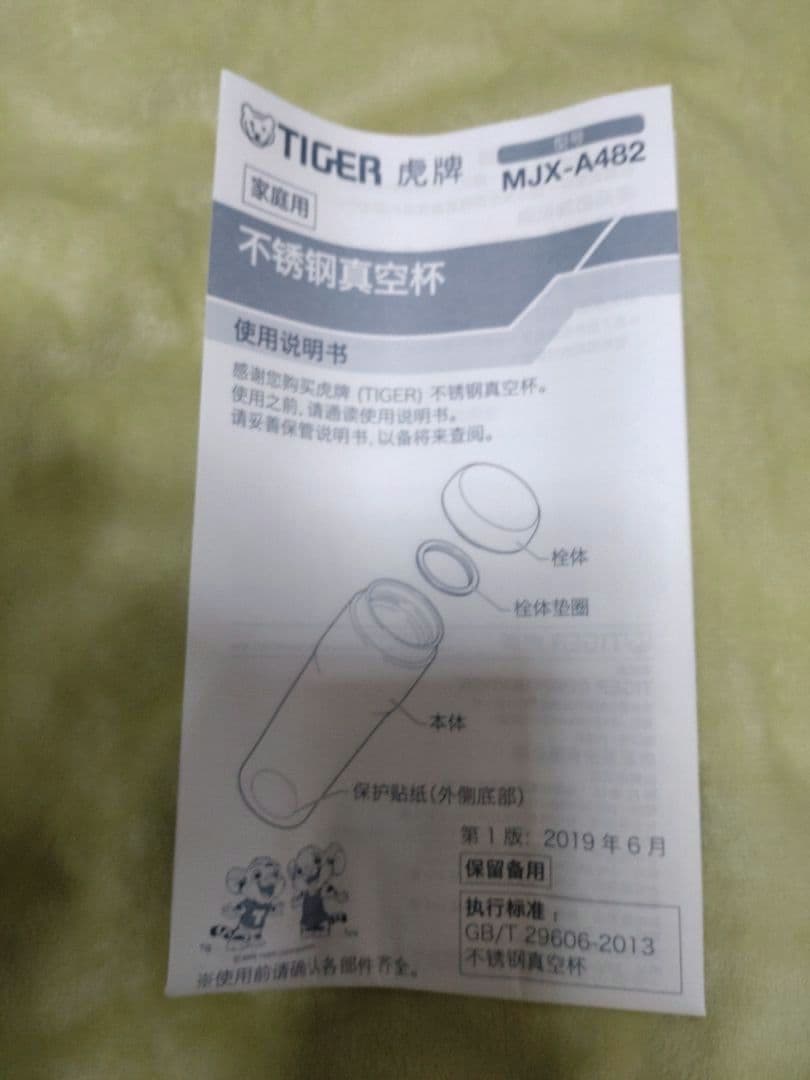 TIGER 虎牌
型号
MJX-A482
家庭用
不锈钢真空杯
使用说明书
感谢您购买虎牌 (TIGER) 不锈钢真空杯。
使用之前，请通读使用说明书。
请妥善保管说明书，以备将来查阅。
栓体
栓体垫圈
本体
保护贴纸（外侧底部）
第 1 版：2019 年 6 月
保留备用
执行标准：
GB/T 29606-2013
不锈钢真空杯
※使用前请确认各部件齐全。